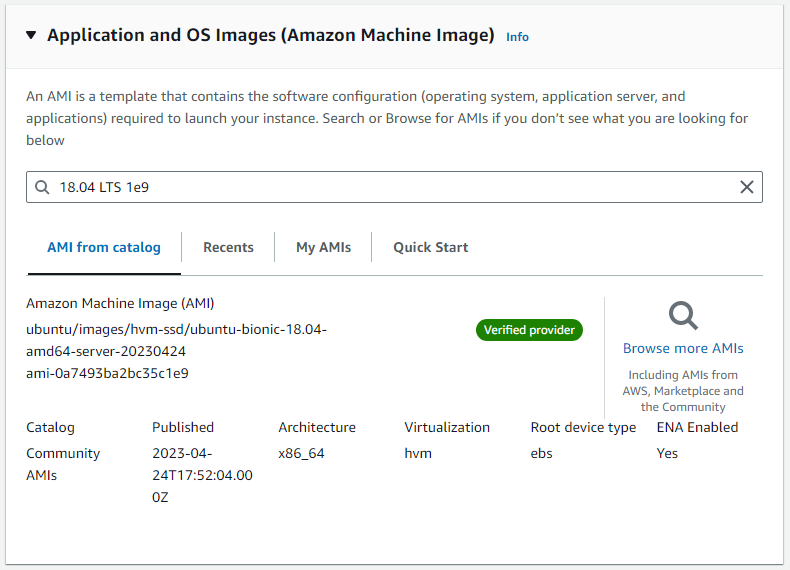 Application and OS Images (Amazon Machine Image) Info
An AMI is a template that contains the software configuration (operating system, application server, and
applications) required to launch your instance. Search or Browse for AMIs if you don't see what you are looking for
below
18.04 LTS 1e9
AMI from catalog
Recents
My AMIs
Quick Start
Amazon Machine Image (AMI)
ubuntu/images/hvm-ssd/ubuntu-bionic-18.04-
amd64-server-20230424
ami-0a7493ba2bc35c1e9
Verified provider
Browse more AMIs
Including AMIs from
AWS, Marketplace and
the Community
Catalog
Community
AMIs
Published
2023-04-
24T17:52:04.00
0Z
Architecture
x86_64
Virtualization
hvm
Root device type
ebs
ENA Enabled
Yes